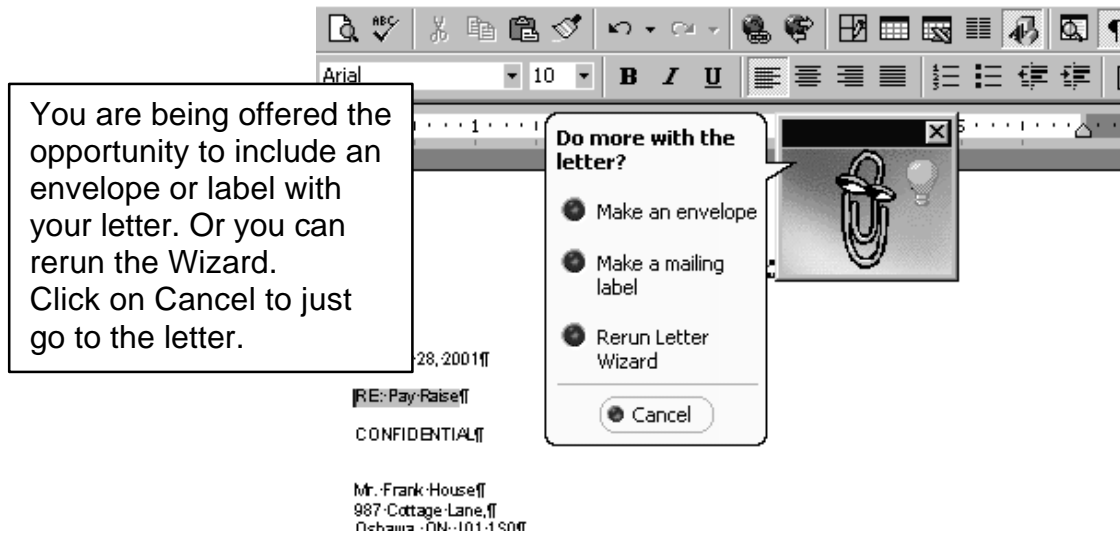 ABC
Arial 10 B I U
You are being offered the
opportunity to include an
envelope or label with
your letter. Or you can
rerun the Wizard.
Click on Cancel to just
go to the letter.
1
Do more with the
letter?
Make an envelope
Make a mailing
label
Rerun Letter
Wizard
Cancel
28, 2001¶
RE: Pay Raise¶
CONFIDENTIAL¶
Mr. Frank House¶
987 Cottage Lane,¶
Oshawa, ON